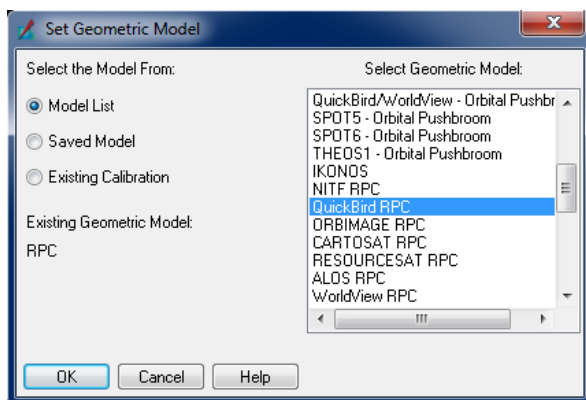 Set Geometric Model
Select the Model From:
Model List
Saved Model
Existing Calibration
Existing Geometric Model:
RPC
Select Geometric Model:
QuickBird/WorldView - Orbital Pushbr
SPOT5 - Orbital Pushbroom
SPOT6 - Orbital Pushbroom
THEOS1 - Orbital Pushbroom
IKONOS
NITF RPC
QuickBird RPC
ORBIMAGE RPC
CARTOSAT RPC
RESOURCESAT RPC
ALOS RPC
WorldView RPC
OK
Cancel
Help